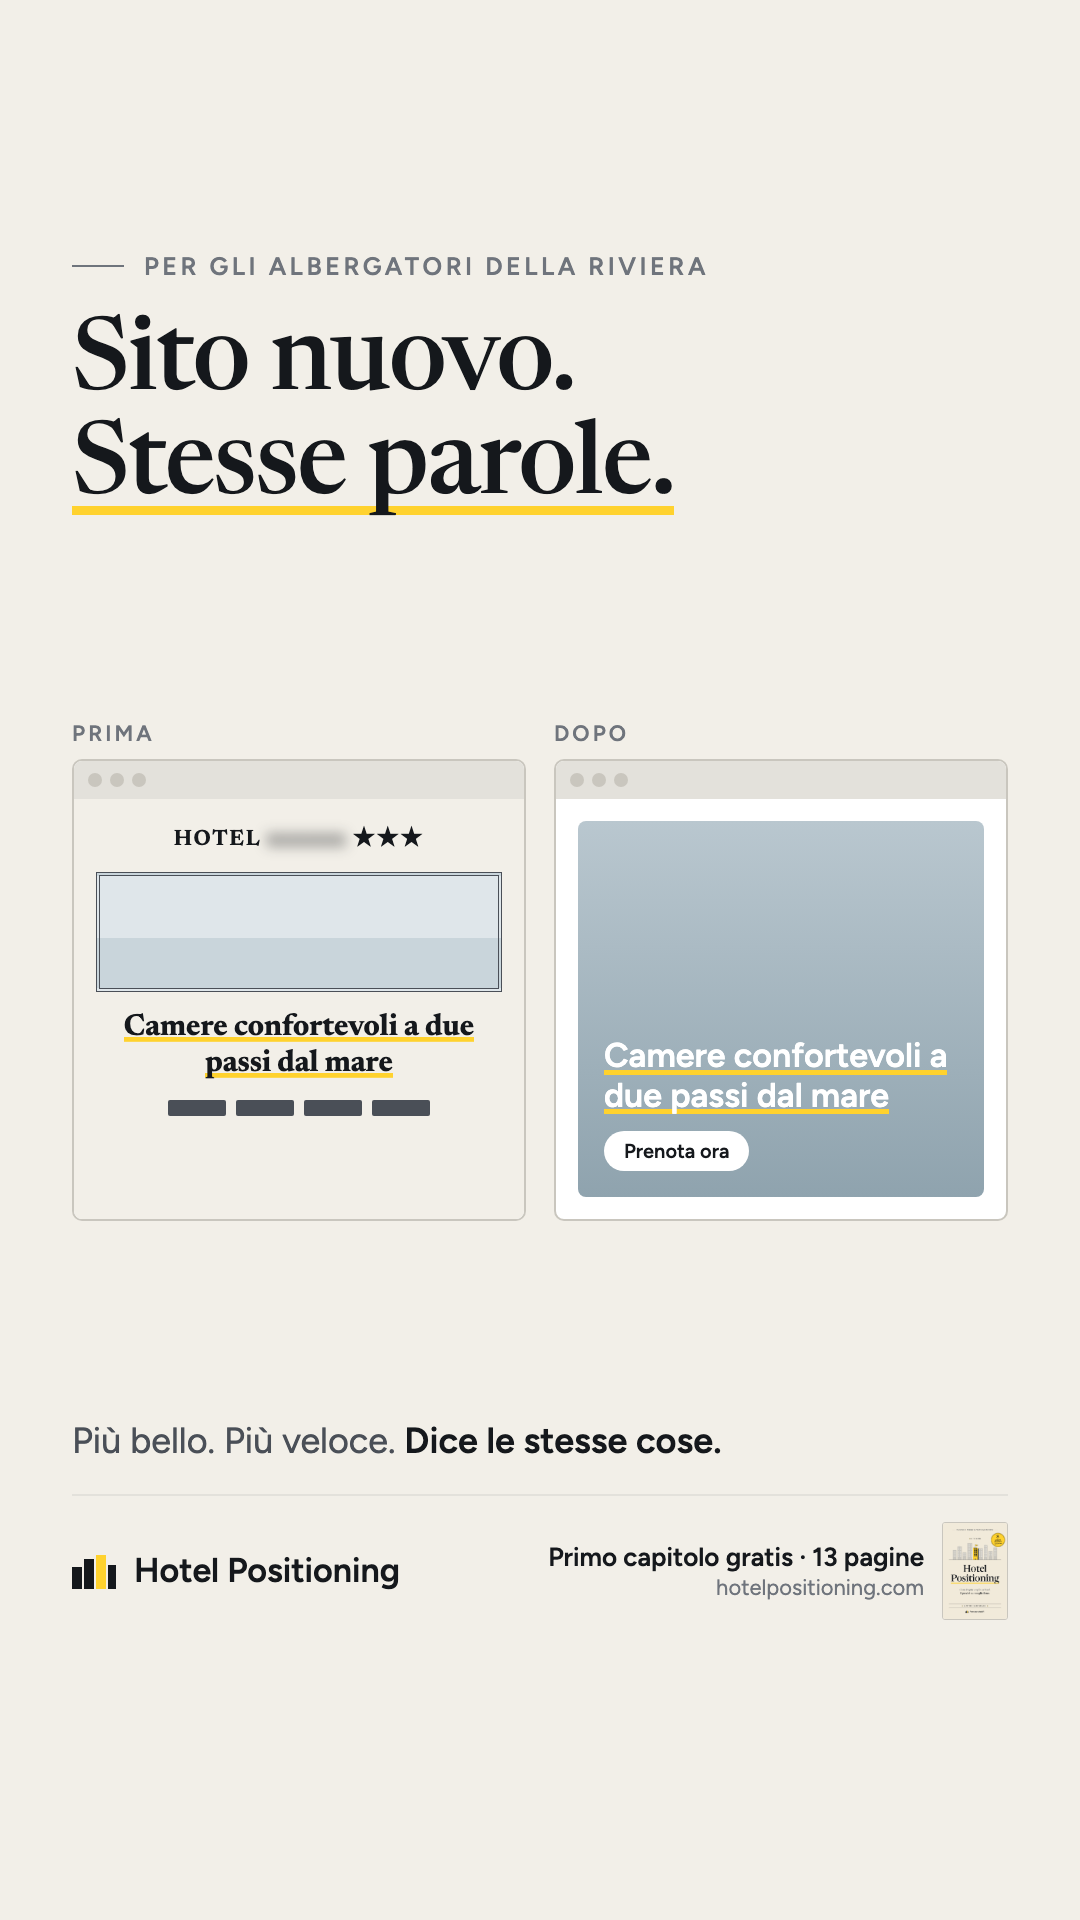 PER GLI ALBERGATORI DELLA RIVIERA
Sito nuovo.
Stesse parole.
PRIMA
HOTEL ★★★
Camere confortevoli a due
passi dal mare
DOPO
Camere confortevoli a
due passi dal mare
Prenota ora
Più bello. Più veloce. Dice le stesse cose.
Hotel Positioning
Primo capitolo gratis · 13 pagine
hotelpositioning.com
Hotel
Positioning